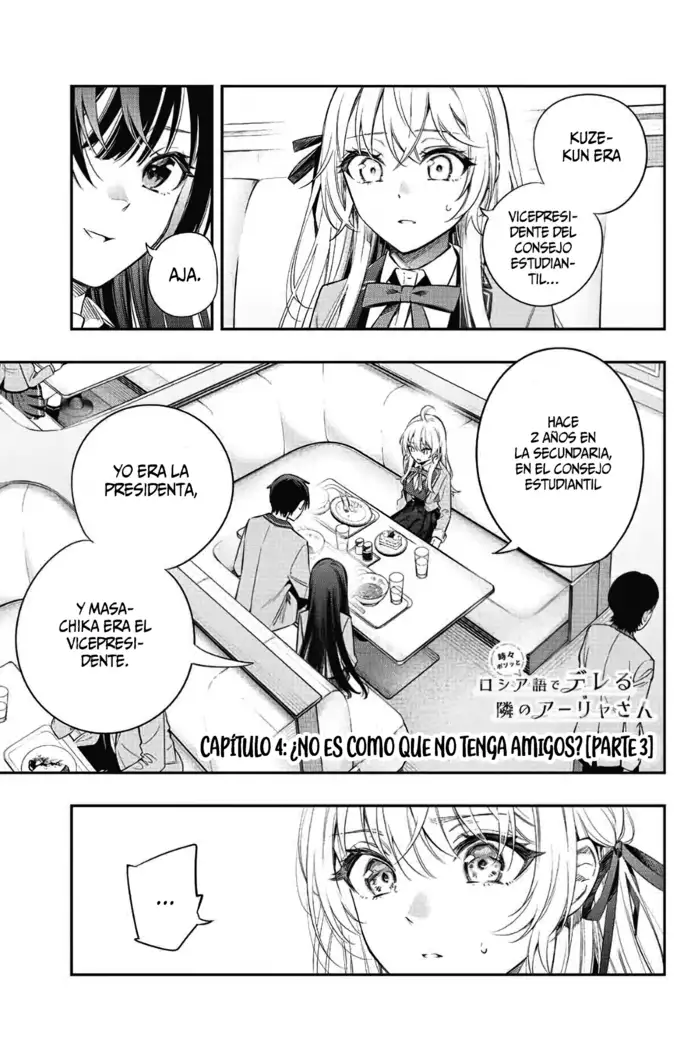 KUZE-
KUN ERA
VICEPRESI-
DENTE DEL
CONSEJO
ESTUDIAN-
TIL...
AJA.
HACE
2 AÑOS EN
LA SECUNDARIA,
EN EL CONSEJO
ESTUDIANTIL
YO ERA LA
PRESIDENTA,
Y MASA-
CHIKA ERA EL
VICEPRESI-
DENTE.
時々
ボソッと
ロシア語でデレる
隣のアーリャさん
CAPÍTULO 4: ¿NO ES COMO QUE NO TENGA AMIGOS? [PARTE 3]
...